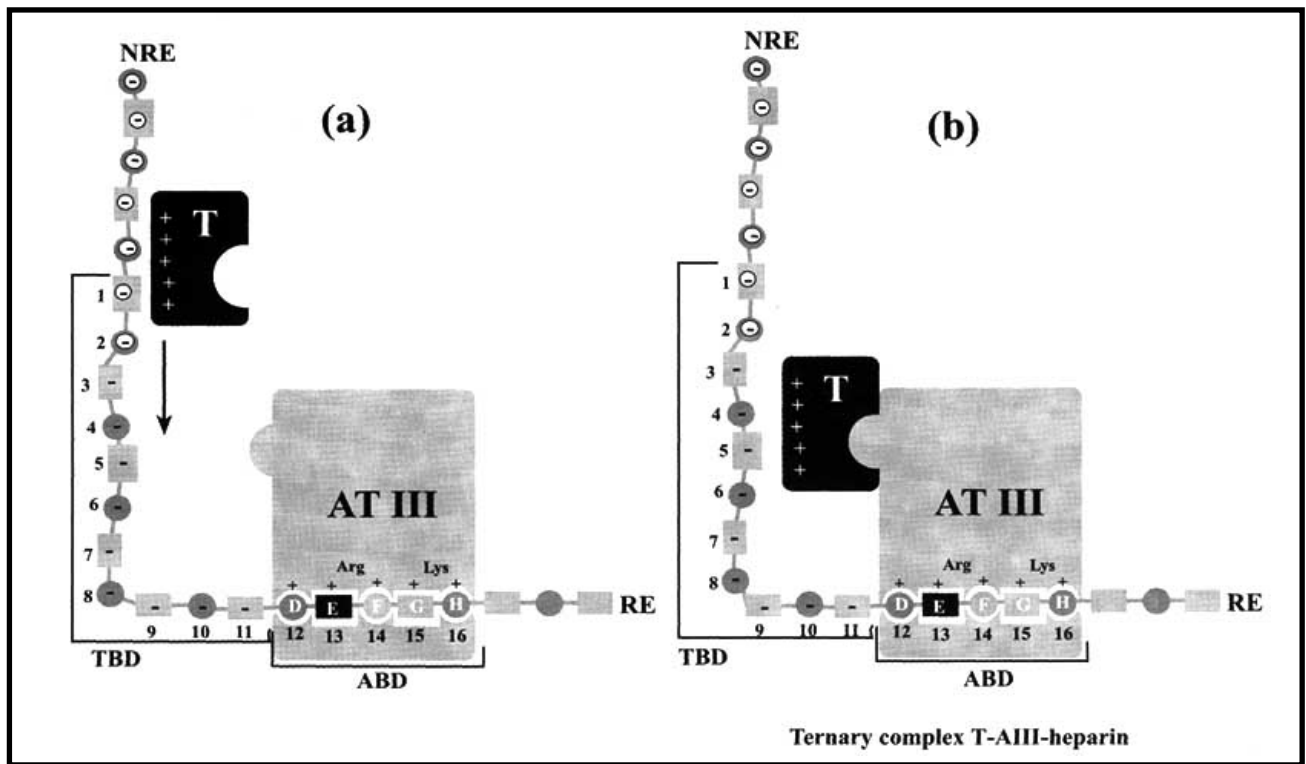 NRE
(a)
T
+ + + + +
1
2
3
4
5
6
7
8
AT III
Arg Lys
+ + + + +
D E F G H
RE
9 10 11 12 13 14 15 16
TBD
ABD
NRE
(b)
1
2
3
T
+ + + + +
4
5
6
7
8
AT III
Arg Lys
+ + + + +
D E F G H
RE
9 10 11 12 13 14 15 16
TBD
ABD
Ternary complex T-AIII-heparin